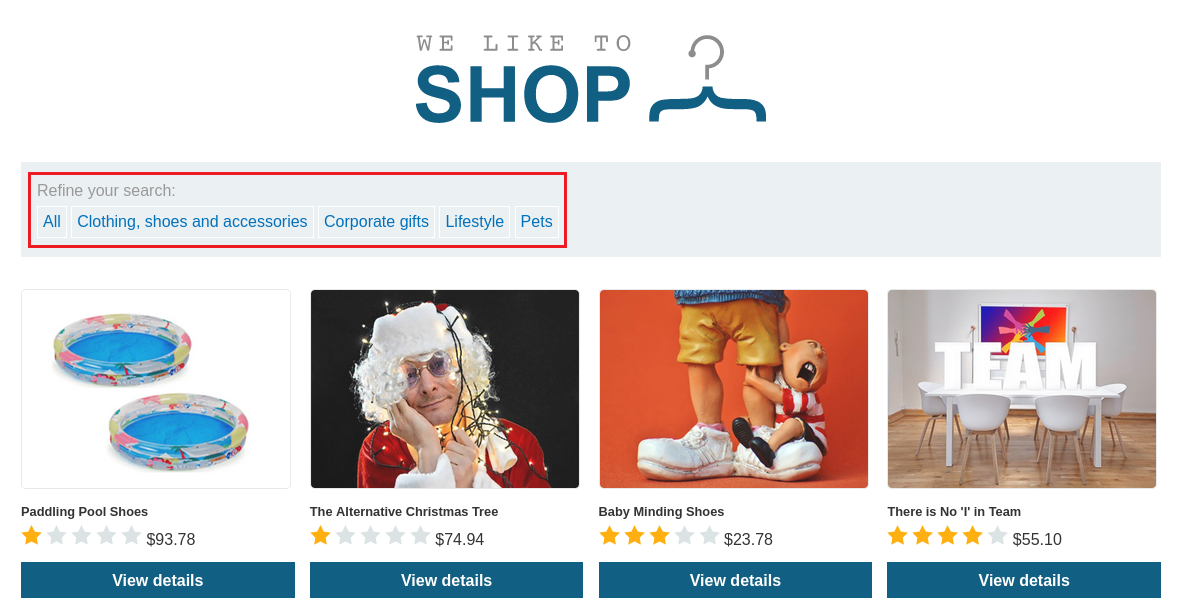 WE LIKE TO
SHOP
Refine your search:
All Clothing, shoes and accessories Corporate gifts Lifestyle Pets
TEAM
Paddling Pool Shoes The Alternative Christmas Tree Baby Minding Shoes There is No 'I' in Team
$93.78 $74.94 $23.78 $55.10
View details View details View details View details